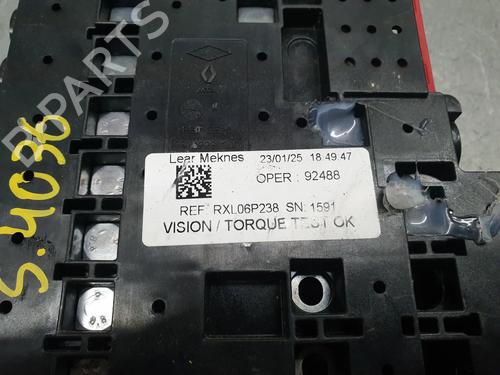 B-PARTS
S.4036
Lear Meknes 23/01/25 18:49:47
OPER : 92488
REF: RXL06P238 SN: 1591
VISION / TORQUE TEST OK